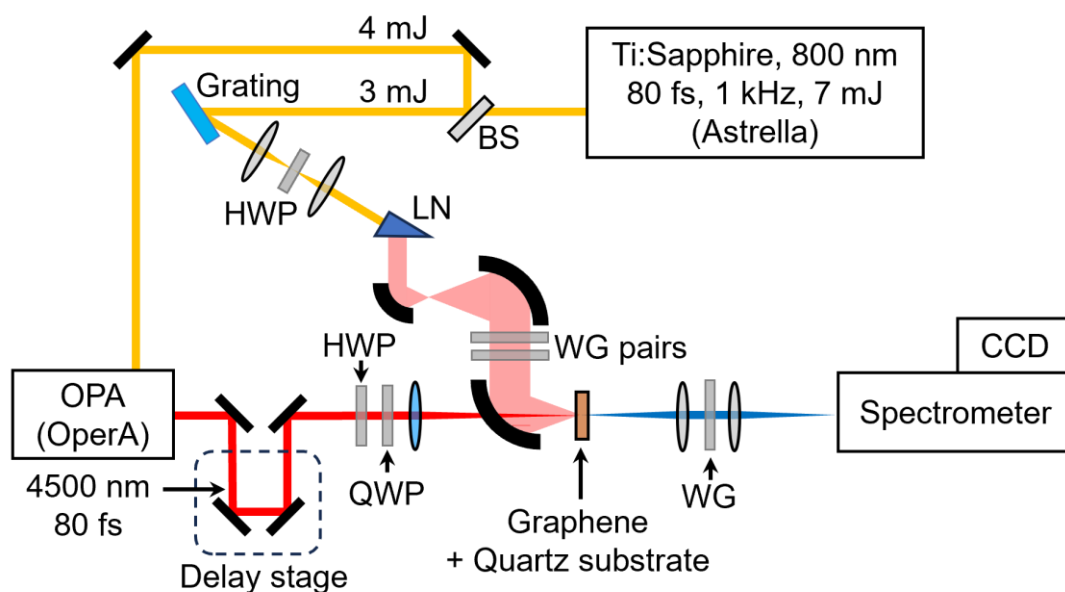 4 mJ
Ti:Sapphire, 800 nm
80 fs, 1 kHz, 7 mJ
(Astrella)
Grating
3 mJ
BS
HWP
LN
HWP
WG pairs
CCD
OPA
(OperA)
Spectrometer
4500 nm
80 fs
QWP
WG
Graphene
+ Quartz substrate
Delay stage